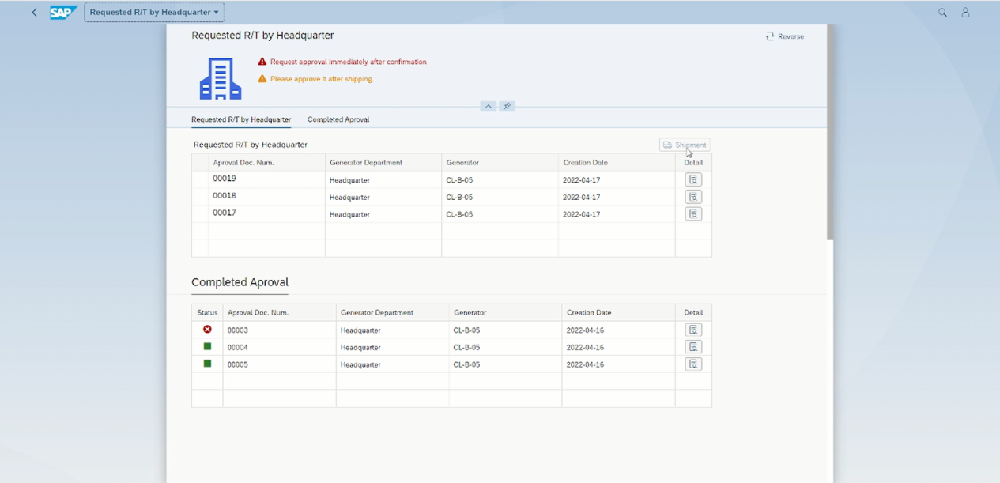 SAP Requested R/T by Headquarter
Requested R/T by Headquarter
Reverse
Request approval immediately after confirmation
Please approve it after shipping.
Requested R/T by Headquarter Completed Aproval
Requested R/T by Headquarter
Shipment
Aproval Doc. Num. Generator Department Generator Creation Date Detail
00019 Headquarter CL-B-05 2022-04-17
00018 Headquarter CL-B-05 2022-04-17
00017 Headquarter CL-B-05 2022-04-17
Completed Aproval
Status Aproval Doc. Num. Generator Department Generator Creation Date Detail
00003 Headquarter CL-B-05 2022-04-16
00004 Headquarter CL-B-05 2022-04-16
00005 Headquarter CL-B-05 2022-04-16